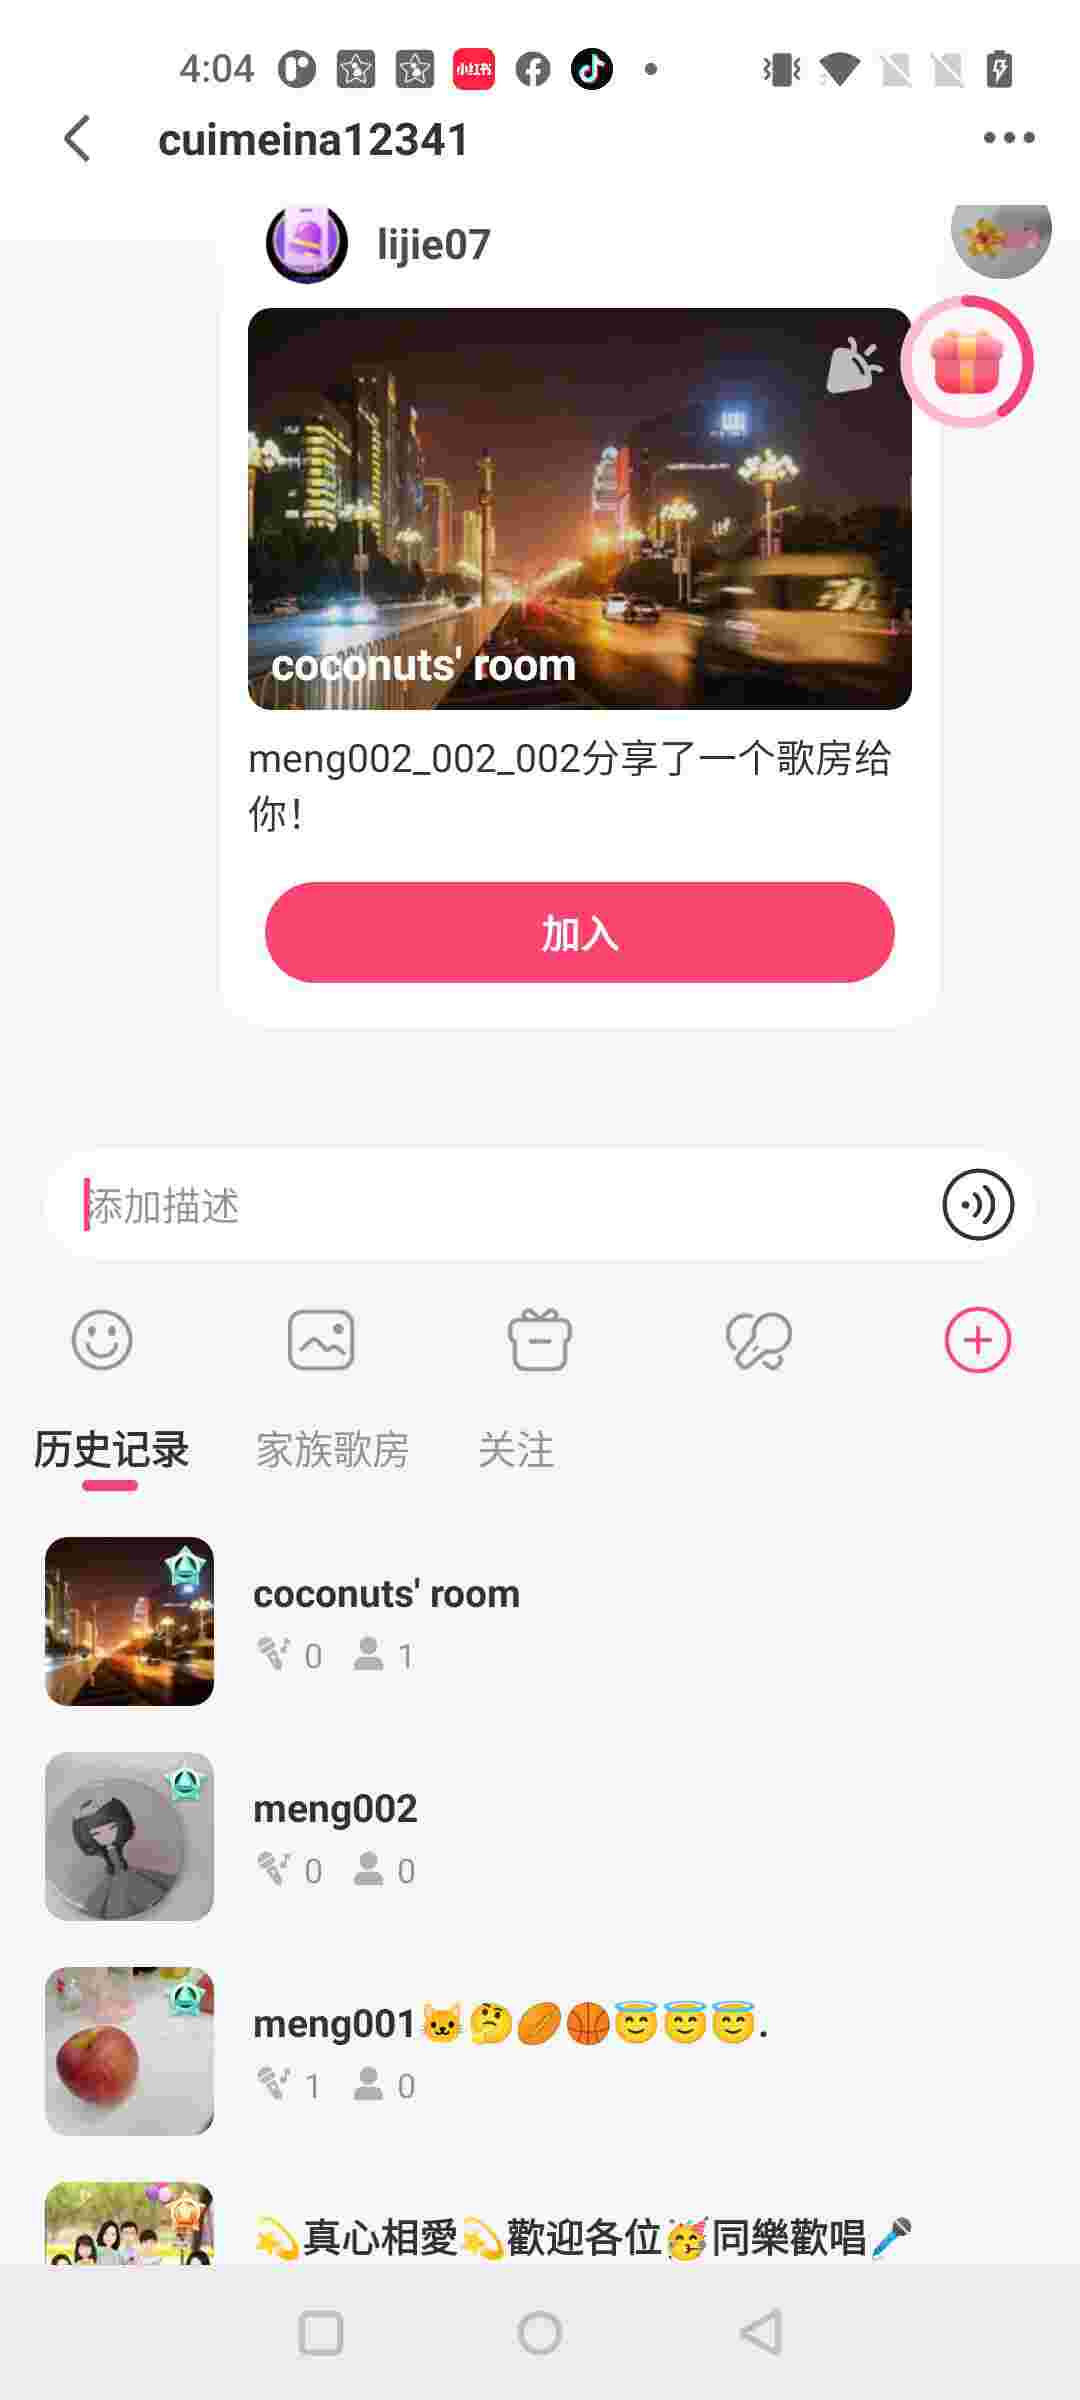 4:04
小红书
cuimeina12341
lijie07
coconuts' room
meng002_002_002分享了一个歌房给
你！
加入
添加描述
历史记录 家族歌房 关注
coconuts' room
0 1
meng002
0 0
meng001🐱🤔🏉🏀😇😇😇.
1 0
💫真心相愛💫歡迎各位🥳同樂歡唱🎤